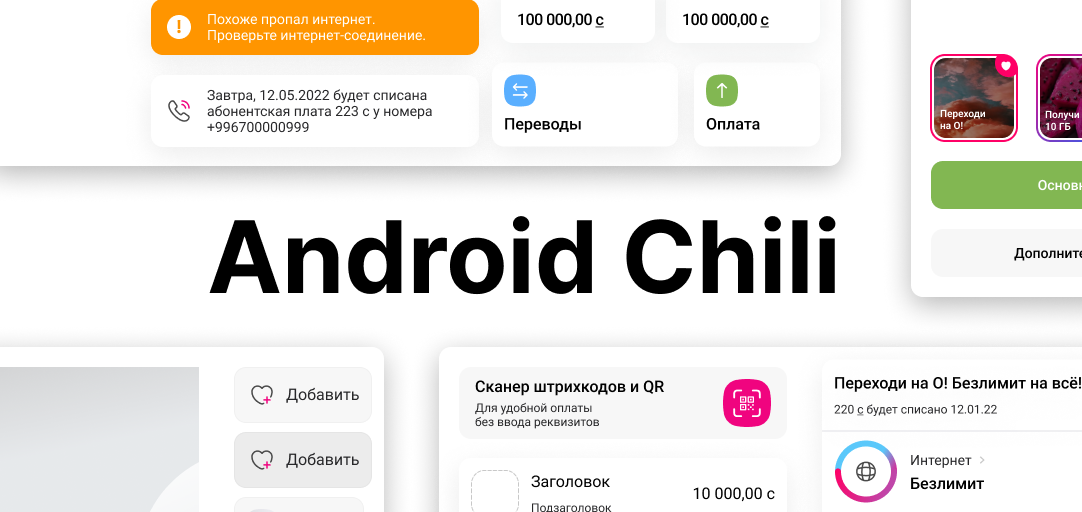 Похоже пропал интернет.
Проверьте интернет-соединение.
100 000,00 с
100 000,00 с
Завтра, 12.05.2022 будет списана
абонентская плата 223 с у номера
+996700000999
Переводы
Оплата
Переходи
на О!
Получи
10 ГБ
Android Chili
Добавить
Добавить
Сканер штрихкодов и QR
Для удобной оплаты
без ввода реквизитов
Заголовок
Подзаголовок
10 000,00 с
Переходи на О! Безлимит на всё!
220 с будет списано 12.01.22
Интернет
Безлимит